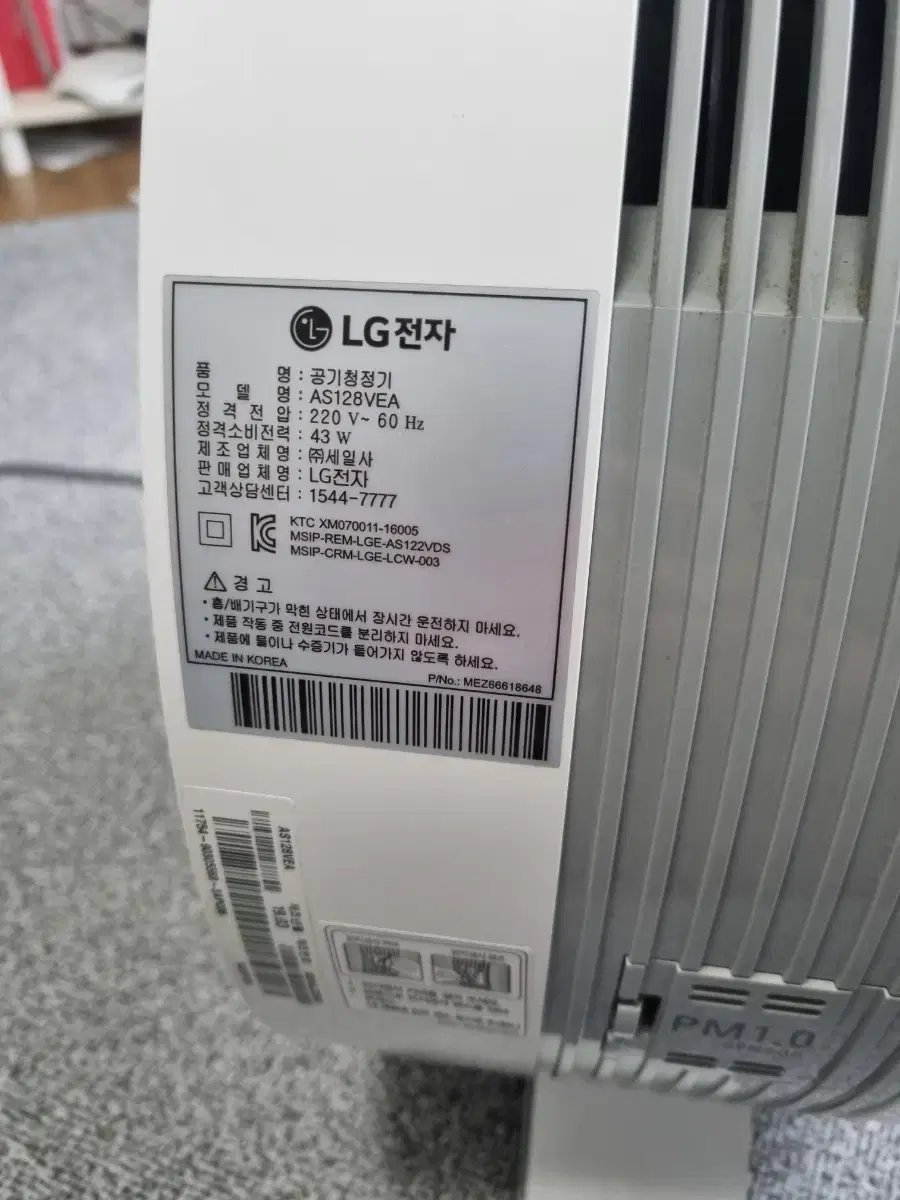 LG전자
품 명 : 공기청정기
모 델 명 : AS128VEA
정 격 전 압 : 220 V~ 60 Hz
정격소비전력 : 43 W
제 조 업 체 명 : ㈜세일사
판 매 업 체 명 : LG전자
고객상담센터 : 1544-7777
KTC XM070011-16005
MSIP-REM-LGE-AS122VDS
MSIP-CRM-LGE-LCW-003
⚠ 경 고
• 흡/배기구가 막힌 상태에서 장시간 운전하지 마세요.
• 제품 작동 중 전원코드를 분리하지 마세요.
• 제품에 물이나 수증기가 들어가지 않도록 하세요.
MADE IN KOREA
P/No.: MEZ66618648
AS128VEA
PM1.0